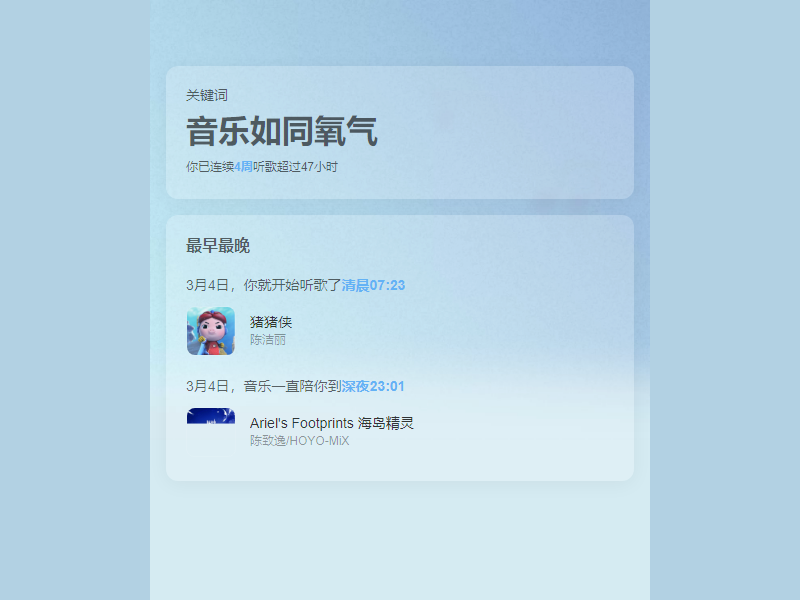 关键词
音乐如同氧气
你已连续4周听歌超过47小时
最早最晚
3月4日，你就开始听歌了清晨07:23
猪猪侠
陈洁丽
3月4日，音乐一直陪你到深夜23:01
Ariel's Footprints 海岛精灵
陈致逸/HOYO-MiX